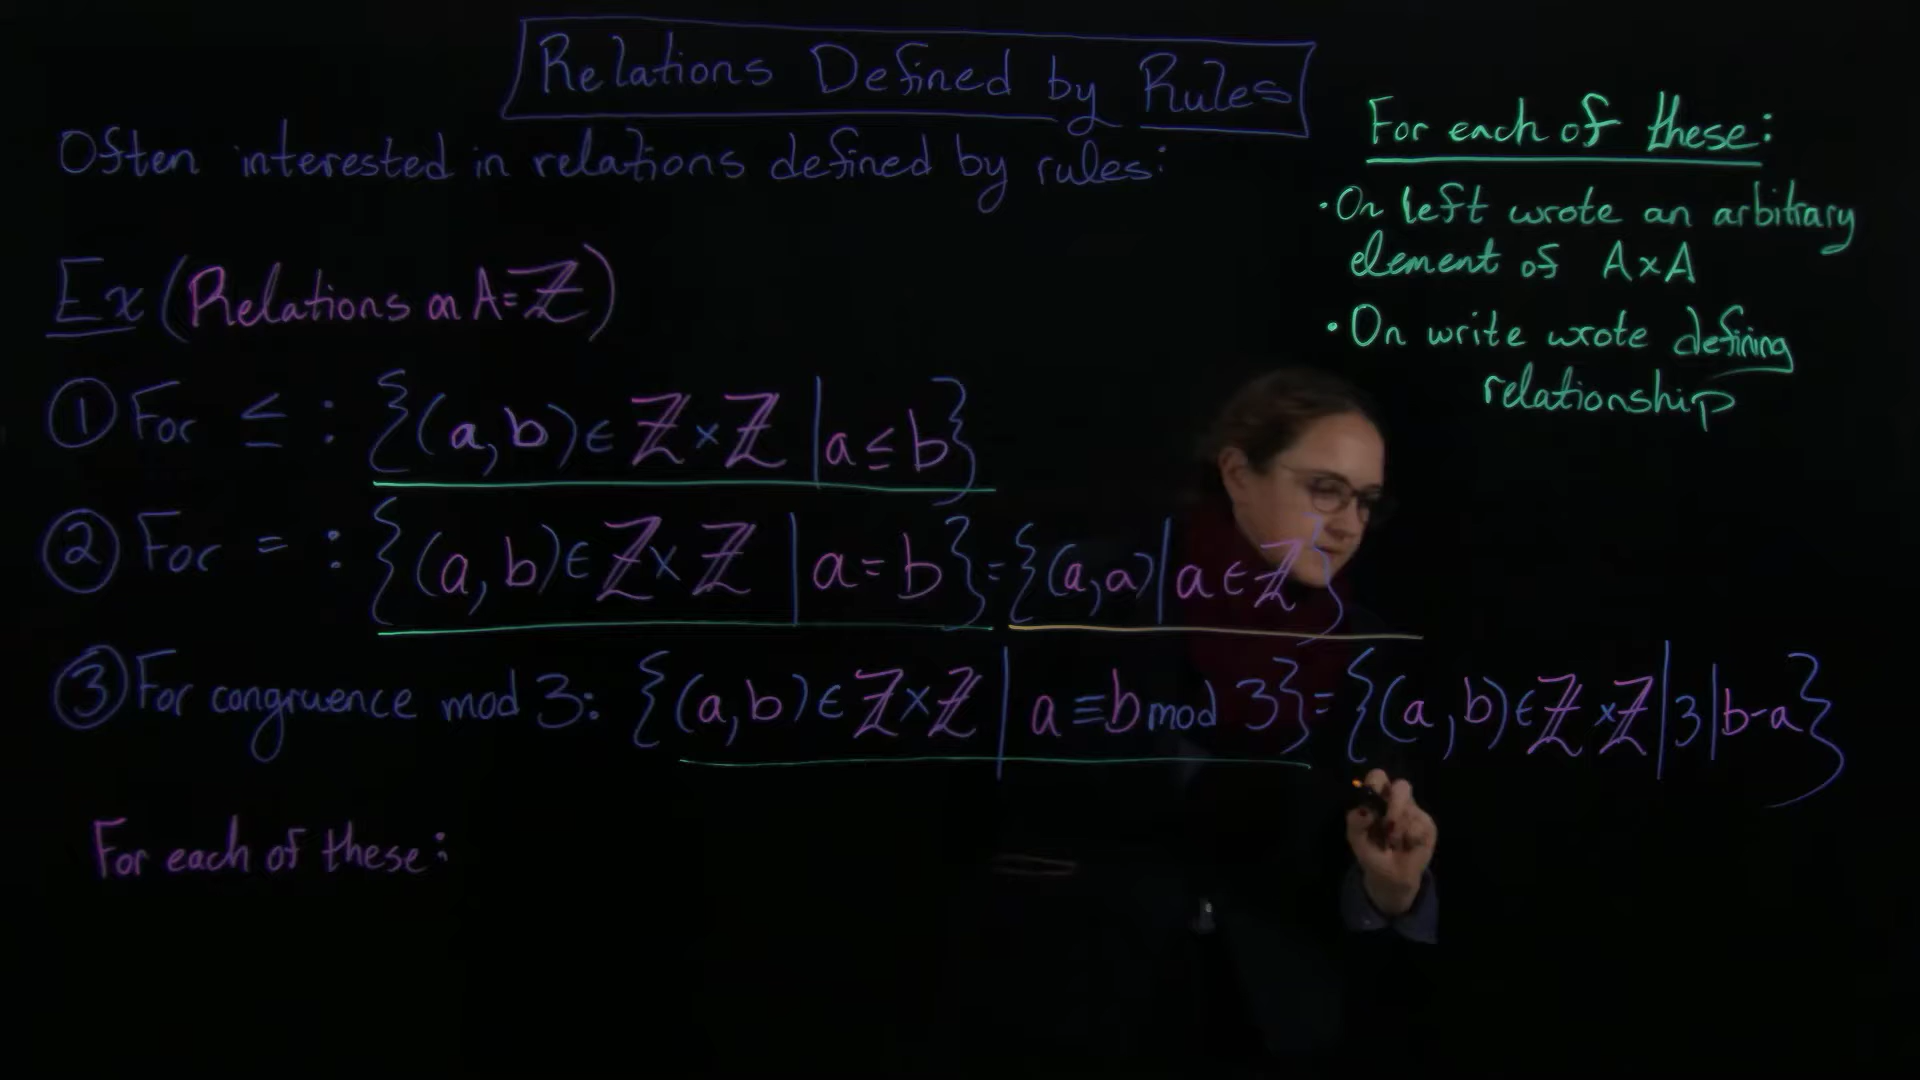 Relations Defined by Rules
Often interested in relations defined by rules:
Ex (Relations on A=ℤ)
① For ≤ : {(a,b)∈ ℤ×ℤ | a≤b}
② For = : {(a,b)∈ℤ×ℤ | a=b}={(a,a)|a∈ℤ}
③ For congruence mod 3: {(a,b)∈ℤ×ℤ | a≡b mod 3}={(a,b)∈ℤ×ℤ|3|b-a}
For each of these:
For each of these:
• On left wrote an arbitrary
element of A×A
• On write wrote defining
relationship